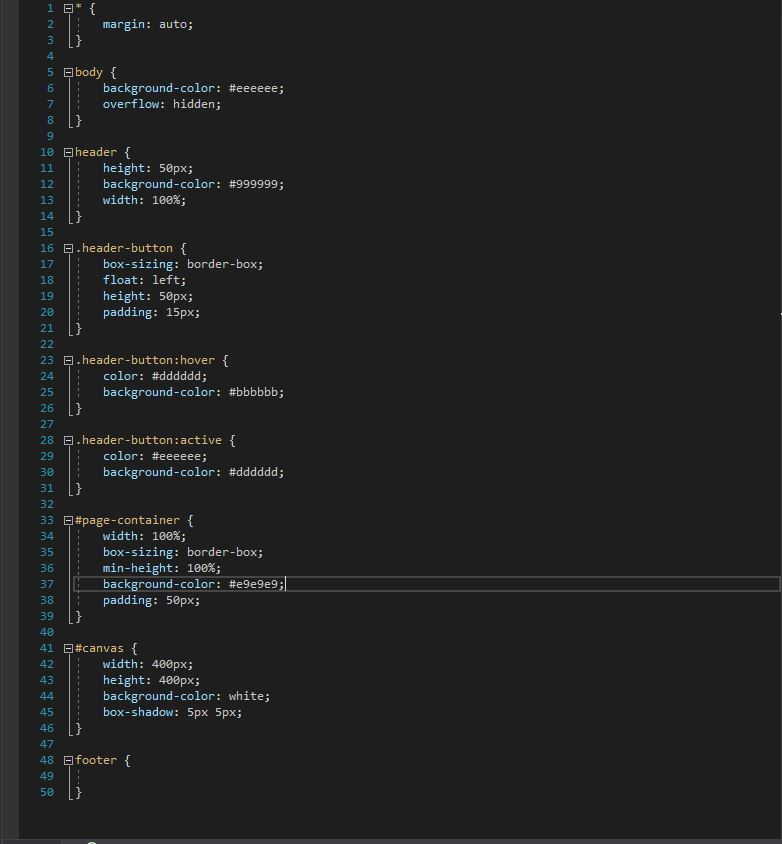 1 * {
2     margin: auto;
3 }
4
5 body {
6     background-color: #eeeeee;
7     overflow: hidden;
8 }
9
10 header {
11     height: 50px;
12     background-color: #999999;
13     width: 100%;
14 }
15
16 .header-button {
17     box-sizing: border-box;
18     float: left;
19     height: 50px;
20     padding: 15px;
21 }
22
23 .header-button:hover {
24     color: #dddddd;
25     background-color: #bbbbbb;
26 }
27
28 .header-button:active {
29     color: #eeeeee;
30     background-color: #dddddd;
31 }
32
33 #page-container {
34     width: 100%;
35     box-sizing: border-box;
36     min-height: 100%;
37     background-color: #e9e9e9;
38     padding: 50px;
39 }
40
41 #canvas {
42     width: 400px;
43     height: 400px;
44     background-color: white;
45     box-shadow: 5px 5px;
46 }
47
48 footer {
49
50 }